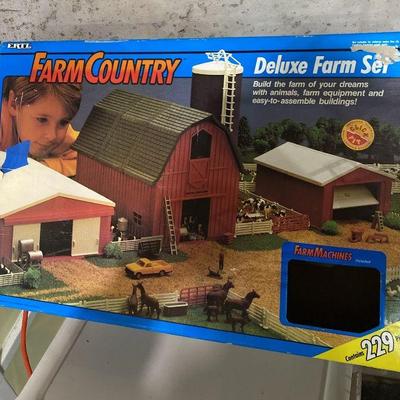 ERTL
FARM COUNTRY
Deluxe Farm Set
Build the farm of your dreams
with animals, farm equipment and
easy-to-assemble buildings!
FARM MACHINES
Contains 229